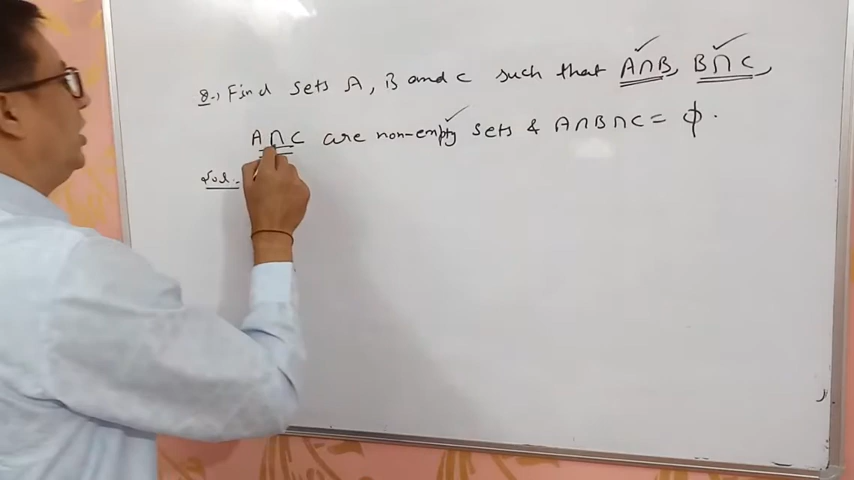 Q., Find sets A, B and C such that A∩B, B∩C,
A∩C are non-empty sets & A∩B∩C = ϕ.
Sol.